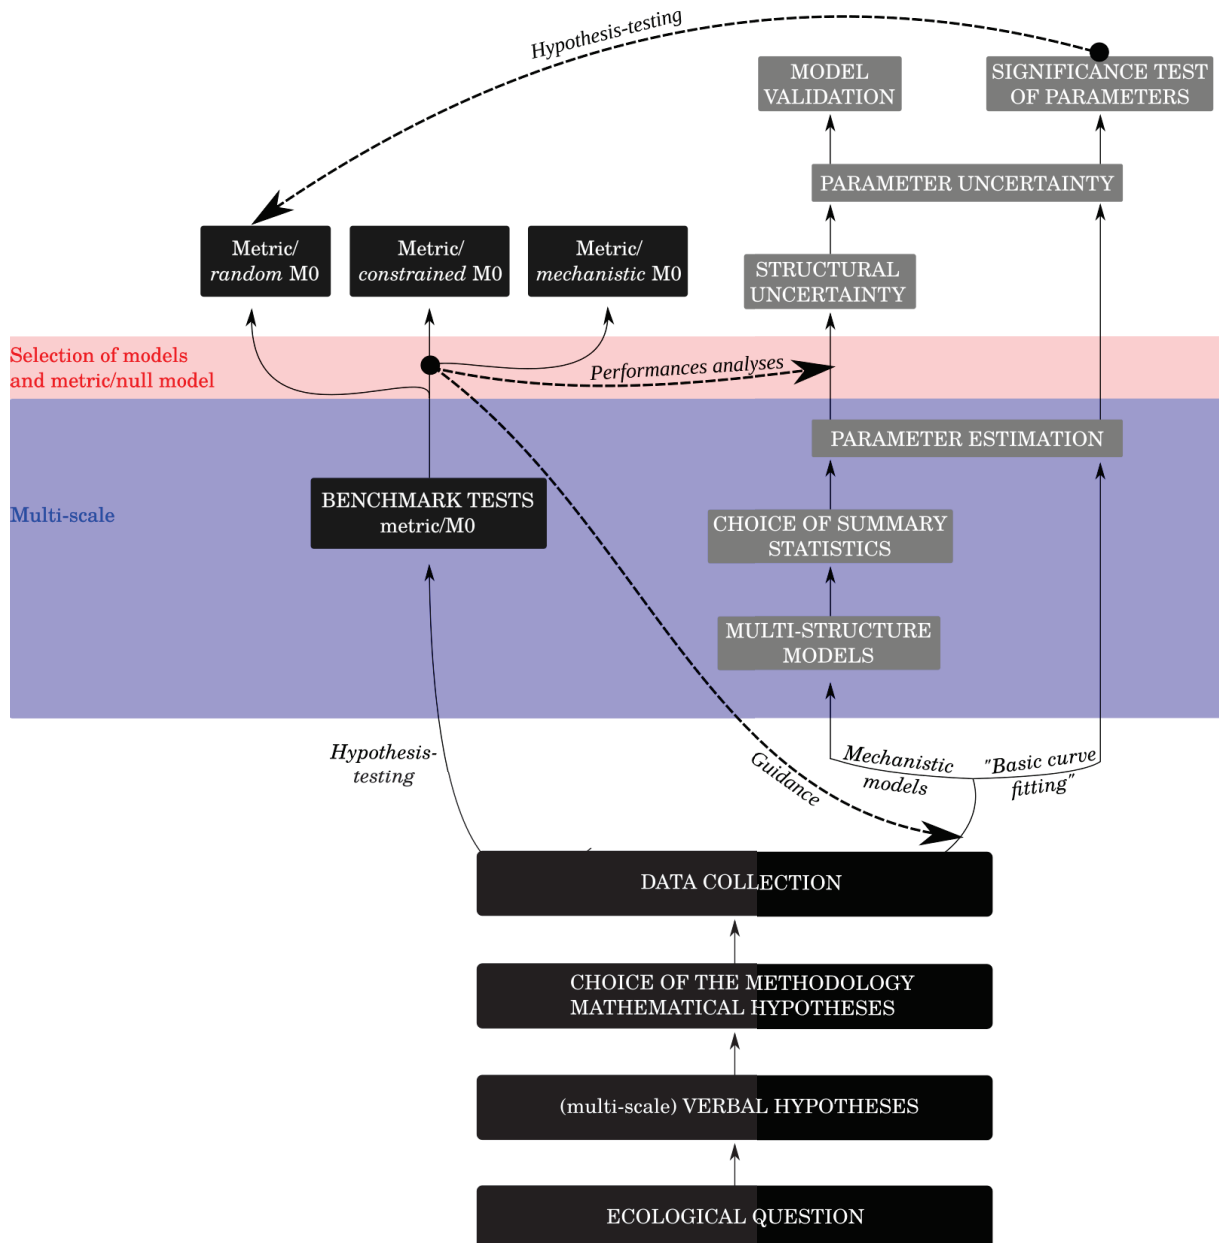 Hypothesis-testing
MODEL
VALIDATION
SIGNIFICANCE TEST
OF PARAMETERS
PARAMETER UNCERTAINTY
Metric/
random M0
Metric/
constrained M0
Metric/
mechanistic M0
STRUCTURAL
UNCERTAINTY
Selection of models
and metric/null model
Performances analyses
PARAMETER ESTIMATION
BENCHMARK TESTS
metric/M0
Multi-scale
CHOICE OF SUMMARY
STATISTICS
MULTI-STRUCTURE
MODELS
Hypothesis-
testing
Guidance
Mechanistic
models
"Basic curve
fitting"
DATA COLLECTION
CHOICE OF THE METHODOLOGY
MATHEMATICAL HYPOTHESES
(multi-scale) VERBAL HYPOTHESES
ECOLOGICAL QUESTION